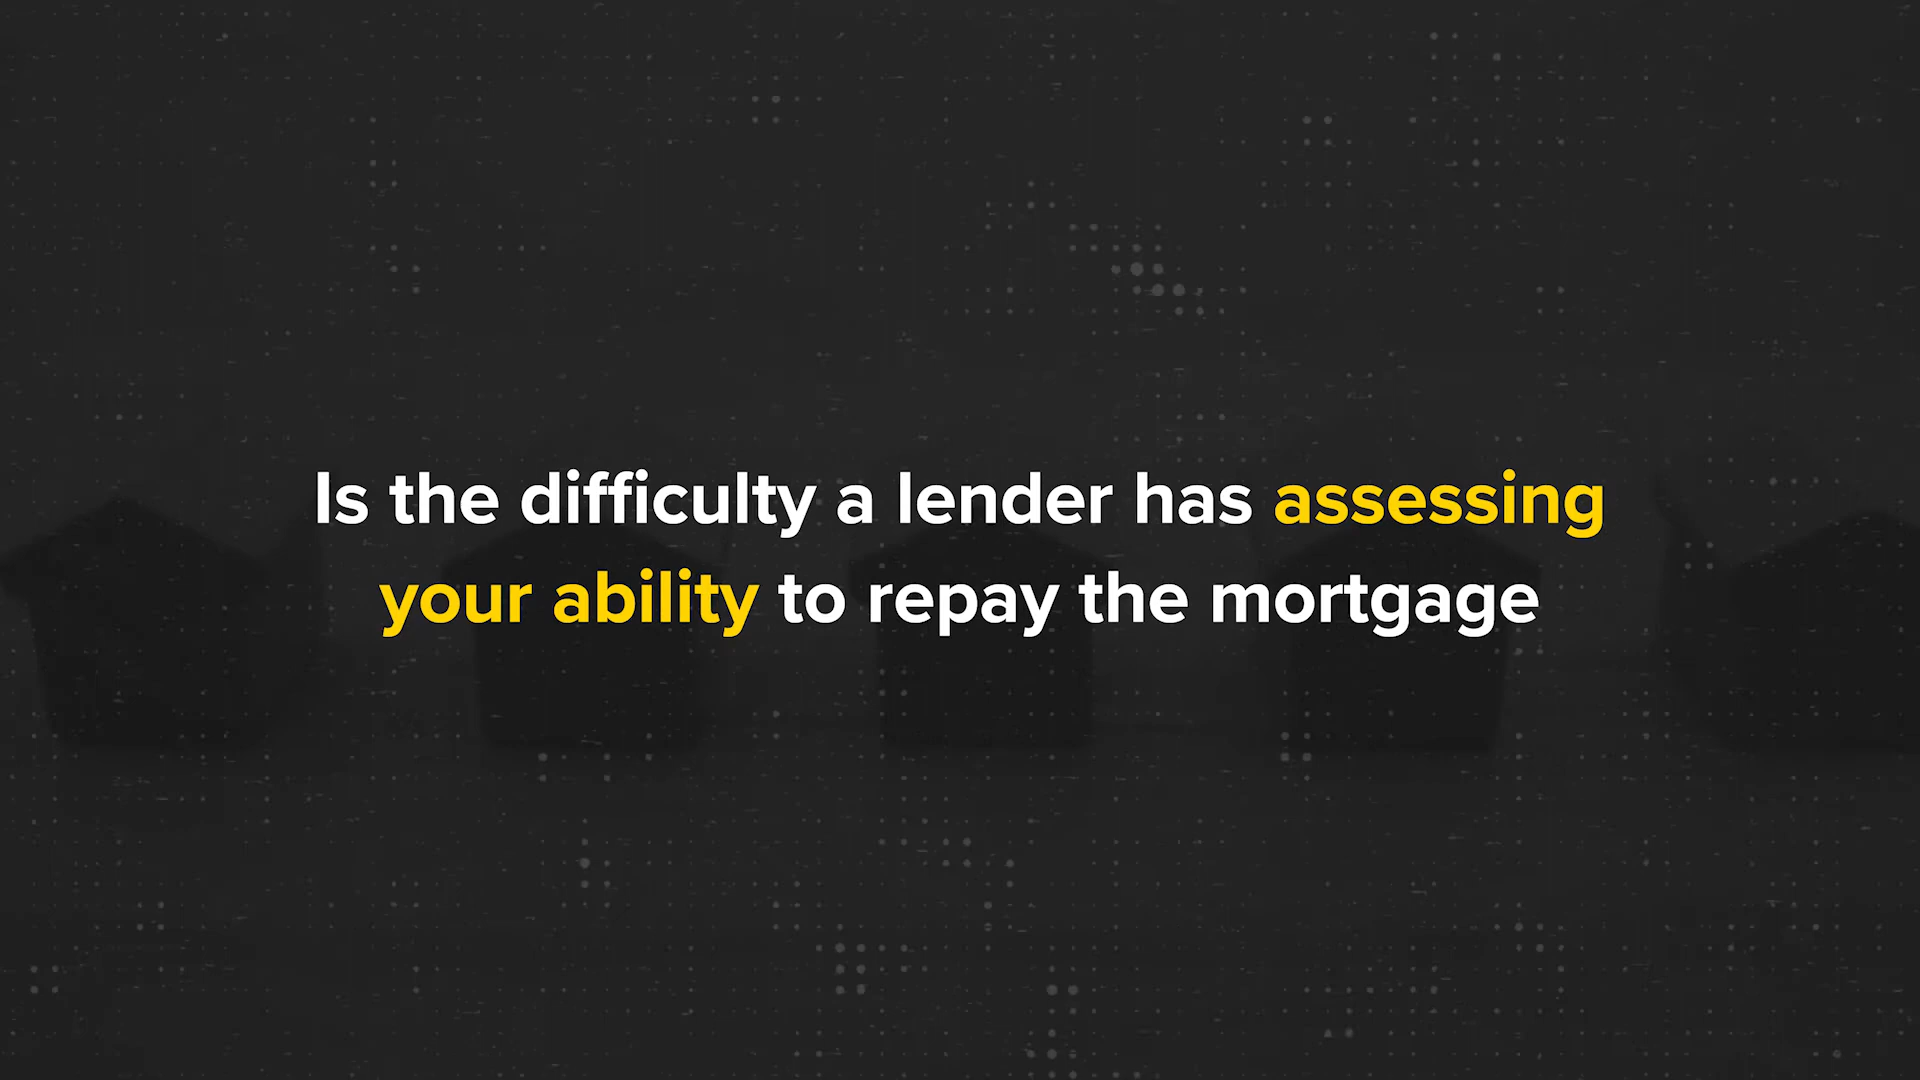 Is the difficulty a lender has assessing
your ability to repay the mortgage